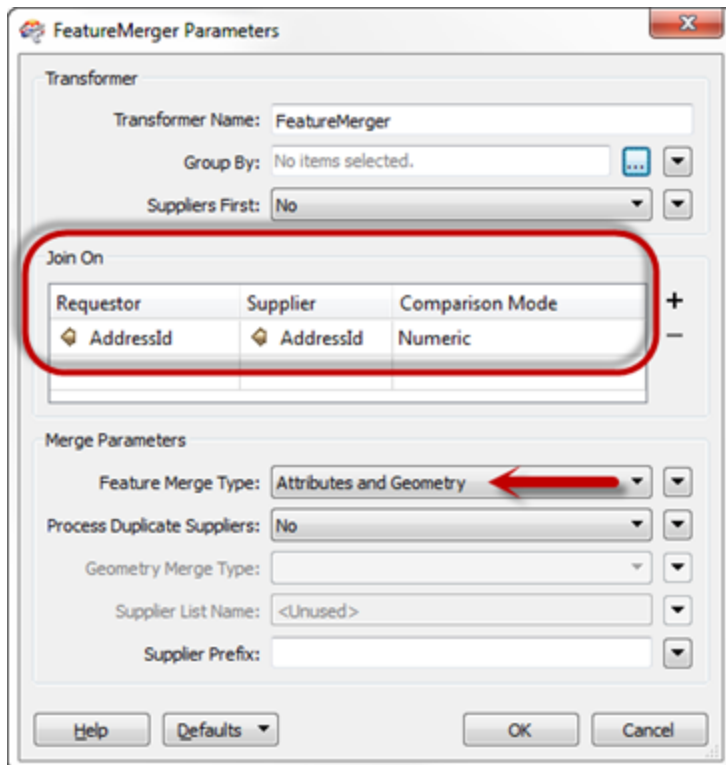 FeatureMerger Parameters
Transformer
Transformer Name: FeatureMerger
Group By: No items selected. ...
Suppliers First: No
Join On
Requestor Supplier Comparison Mode
AddressId AddressId Numeric
Merge Parameters
Feature Merge Type: Attributes and Geometry
Process Duplicate Suppliers: No
Geometry Merge Type:
Supplier List Name: <Unused>
Supplier Prefix:
Help Defaults OK Cancel